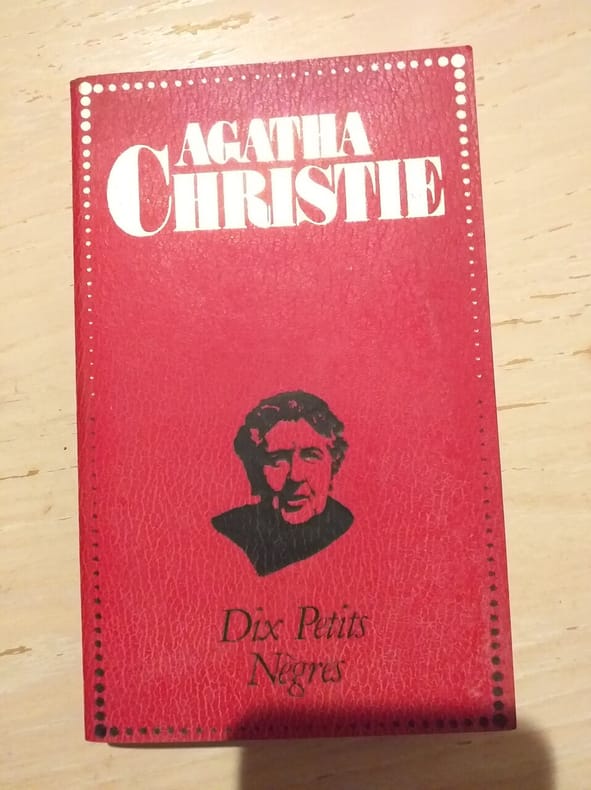 AGATHA
CHRISTIE
Dix Petits
Nègres